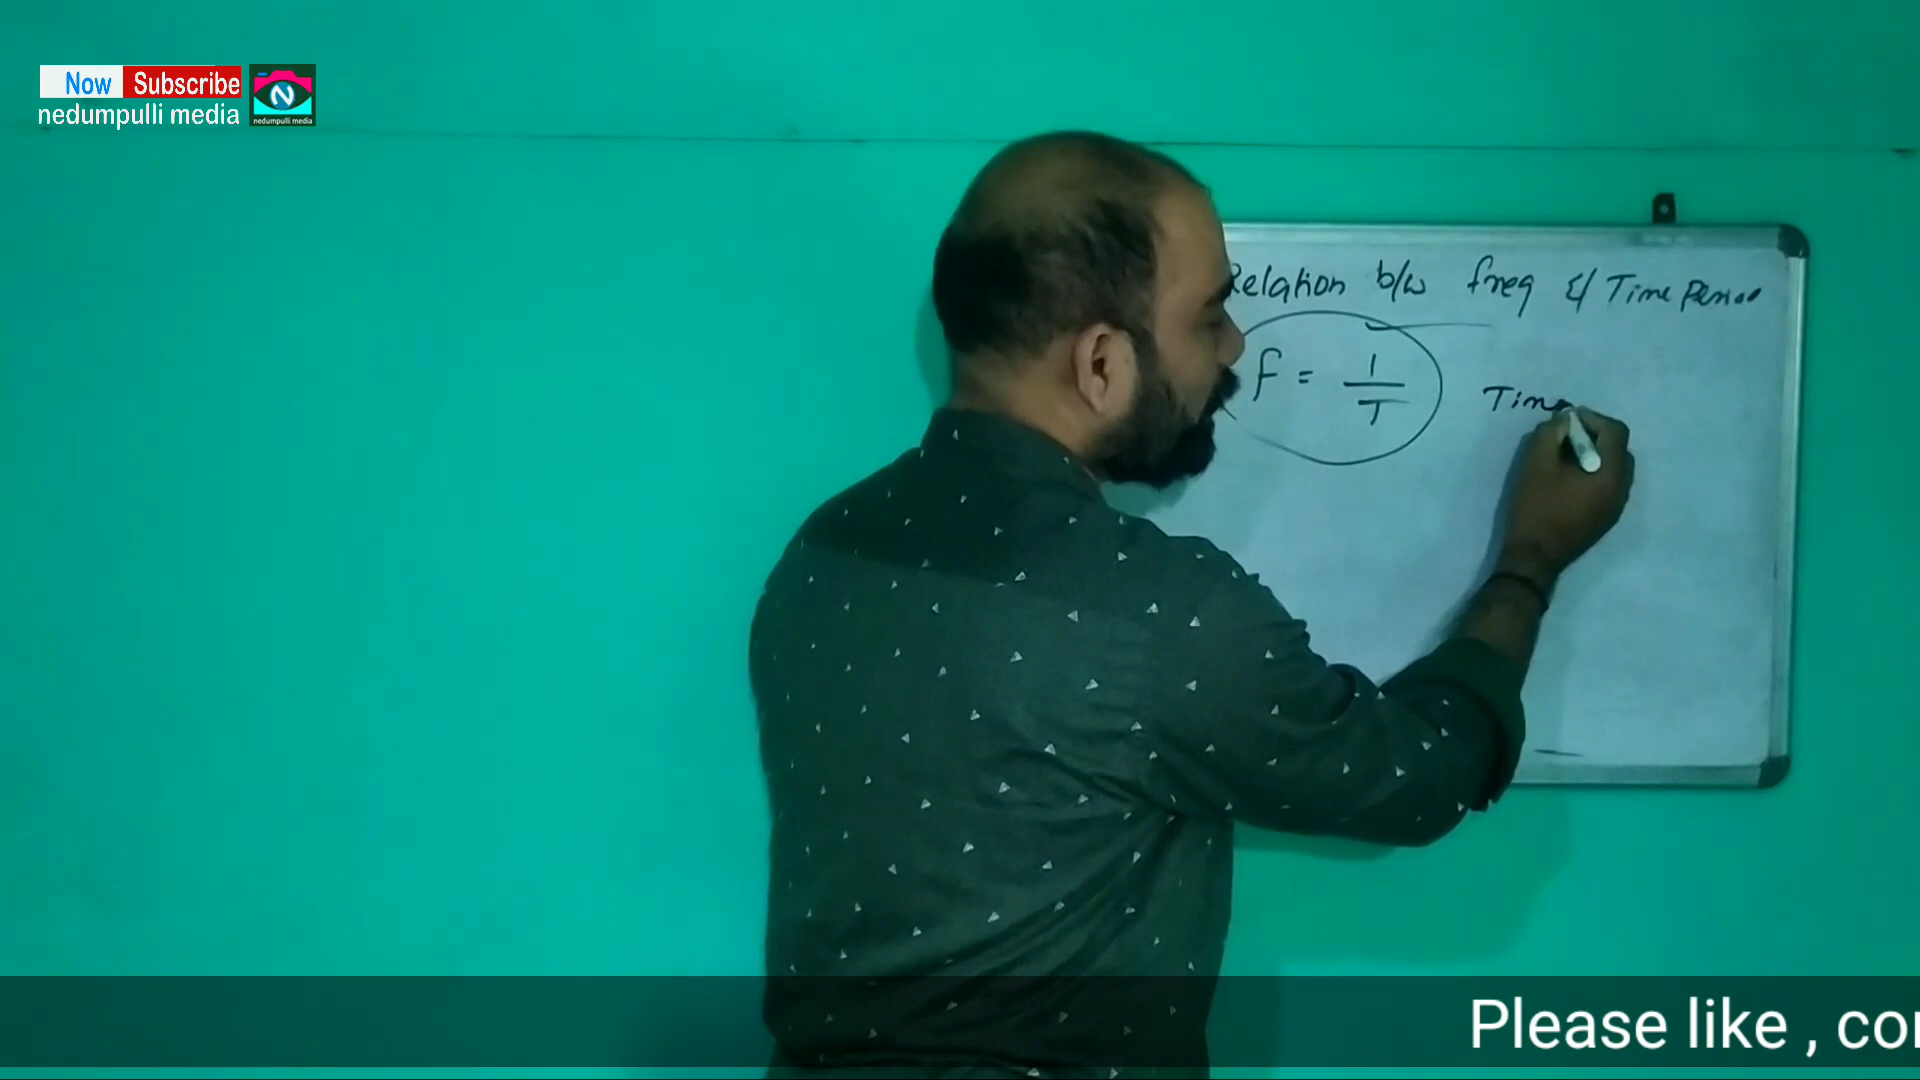 Now Subscribe
nedumpulli media
nedumpulli media
Relation b/w freq & Time Period
f = 1/T
Time
Please like , co